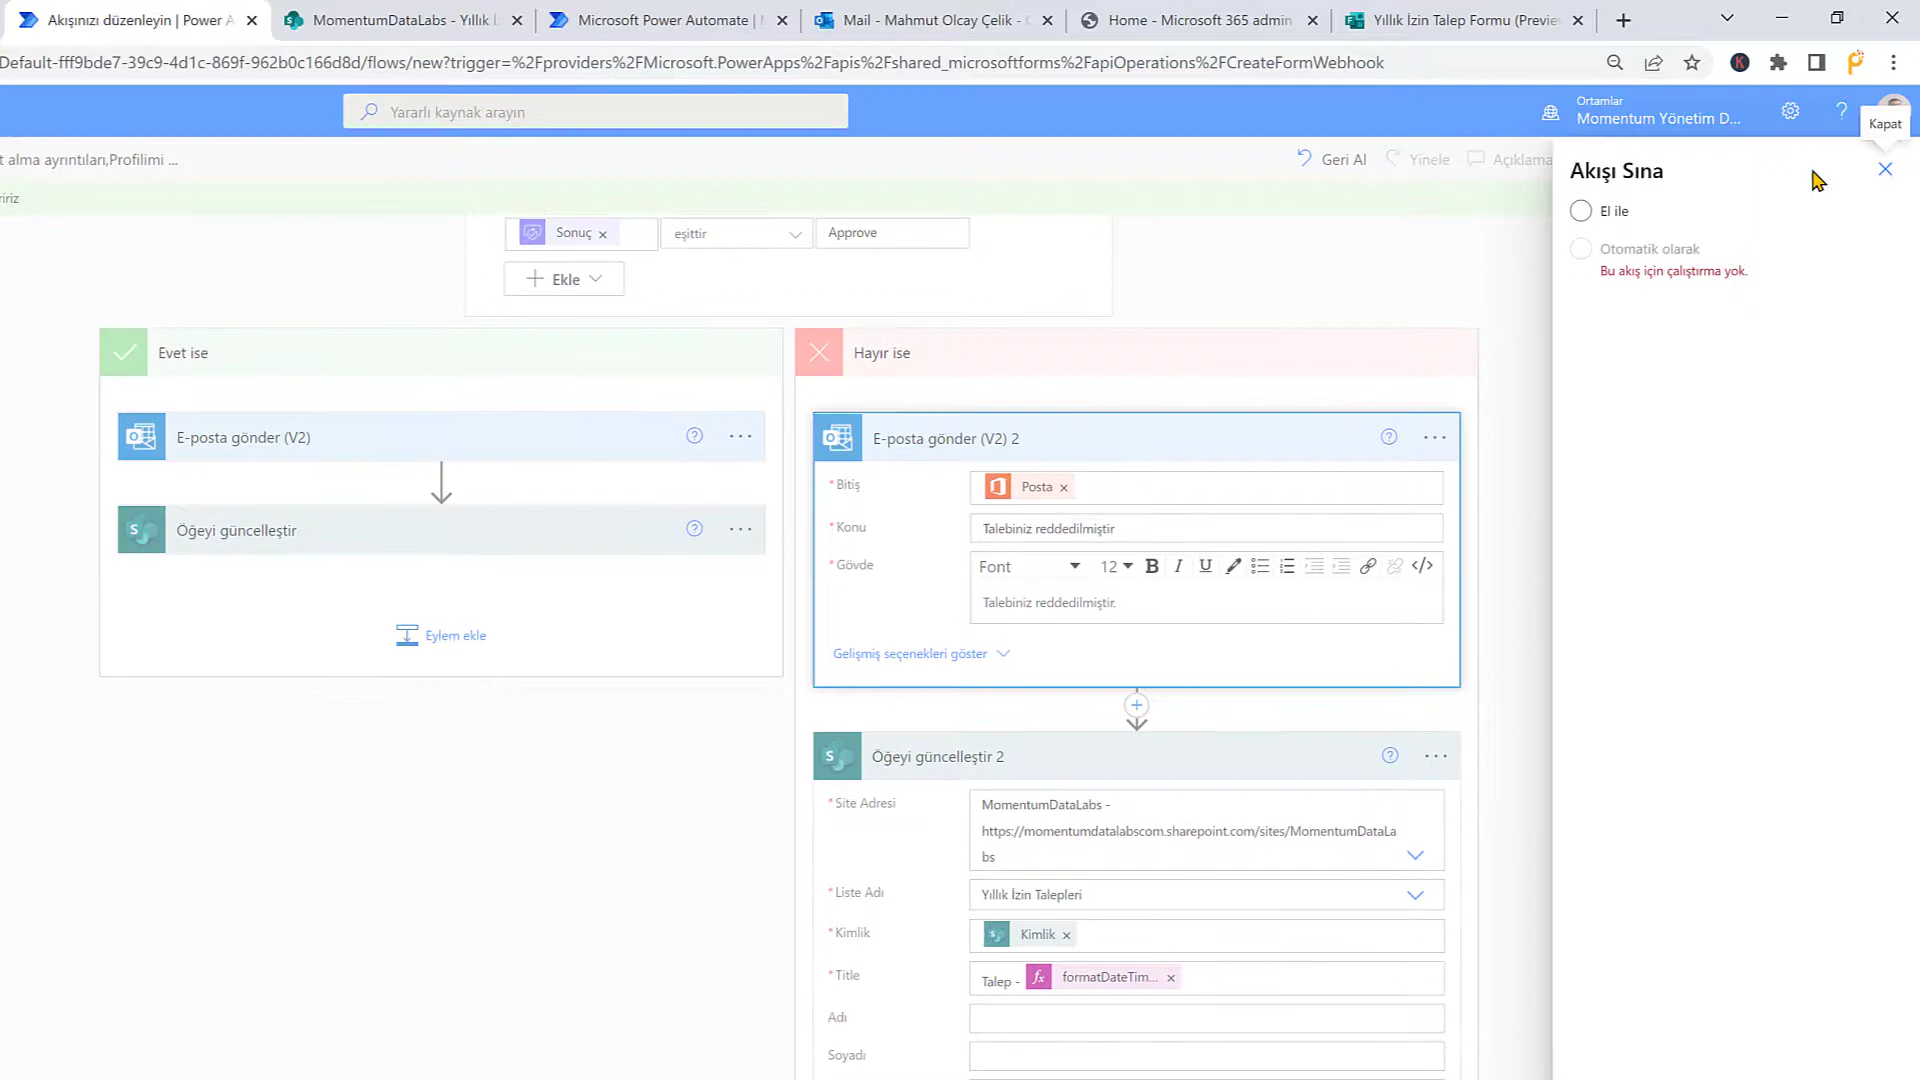 Akışınızı düzenleyin | Power A
MomentumDataLabs - Yıllık İ
Microsoft Power Automate |
Mail - Mahmut Olcay Çelik -
Home - Microsoft 365 admin
Yıllık İzin Talep Formu (Previe
Default-fff9bde7-39c9-4d1c-869f-962b0c166d8d/flows/new?trigger=%2Fproviders%2FMicrosoft.PowerApps%2Fapis%2Fshared_microsoftforms%2FapiOperations%2FCreateFormWebhook
Yararlı kaynak arayın
Ortamlar
Momentum Yönetim D...
Kapat
t alma ayrıntıları,Profilimi ...
Geri Al
Yinele
Açıklama
Akışı Sına
El ile
Otomatik olarak
Bu akış için çalıştırma yok.
Sonuç
eşittir
Approve
Ekle
Evet ise
Hayır ise
E-posta gönder (V2)
Öğeyi güncelleştir
Eylem ekle
E-posta gönder (V2) 2
* Bitiş
Posta
* Konu
Talebiniz reddedilmiştir
* Gövde
Font
12
Talebiniz reddedilmiştir.
Gelişmiş seçenekleri göster
Öğeyi güncelleştir 2
* Site Adresi
MomentumDataLabs -
https://momentumdatalabscom.sharepoint.com/sites/MomentumDataLa
bs
* Liste Adı
Yıllık İzin Talepleri
* Kimlik
Kimlik
* Title
Talep -
formatDateTim...
Adı
Soyadı